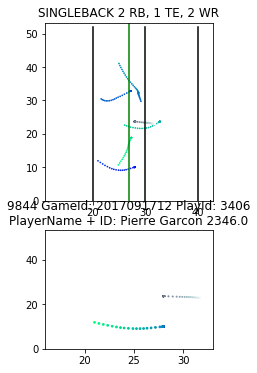 SINGLEBACK 2 RB, 1 TE, 2 WR
50
40
30
20
10
0
20 30 40
9844 GameId: 2017091712 PlayId: 3406
PlayerName + ID: Pierre Garcon 2346.0
40
20
0
20 30